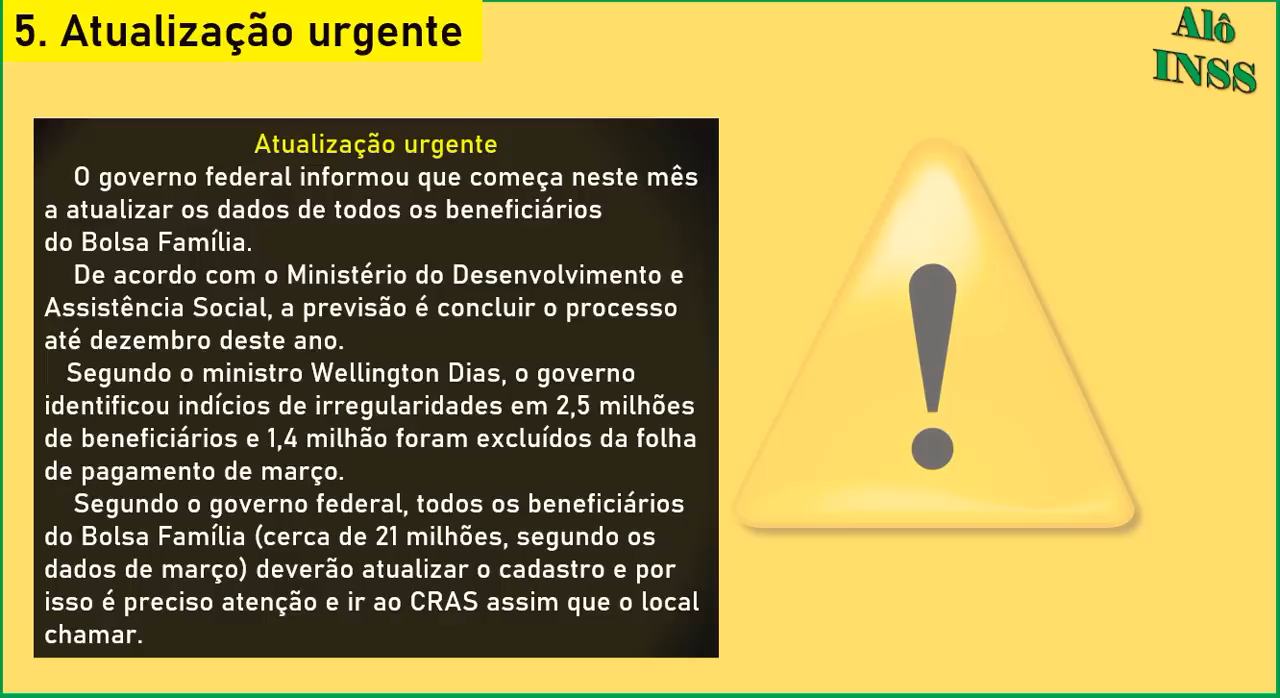 5. Atualização urgente
Alô
INSS
Atualização urgente
O governo federal informou que começa neste mês
a atualizar os dados de todos os beneficiários
do Bolsa Família.
De acordo com o Ministério do Desenvolvimento e
Assistência Social, a previsão é concluir o processo
até dezembro deste ano.
Segundo o ministro Wellington Dias, o governo
identificou indícios de irregularidades em 2,5 milhões
de beneficiários e 1,4 milhão foram excluídos da folha
de pagamento de março.
Segundo o governo federal, todos os beneficiários
do Bolsa Família (cerca de 21 milhões, segundo os
dados de março) deverão atualizar o cadastro e por
isso é preciso atenção e ir ao CRAS assim que o local
chamar.